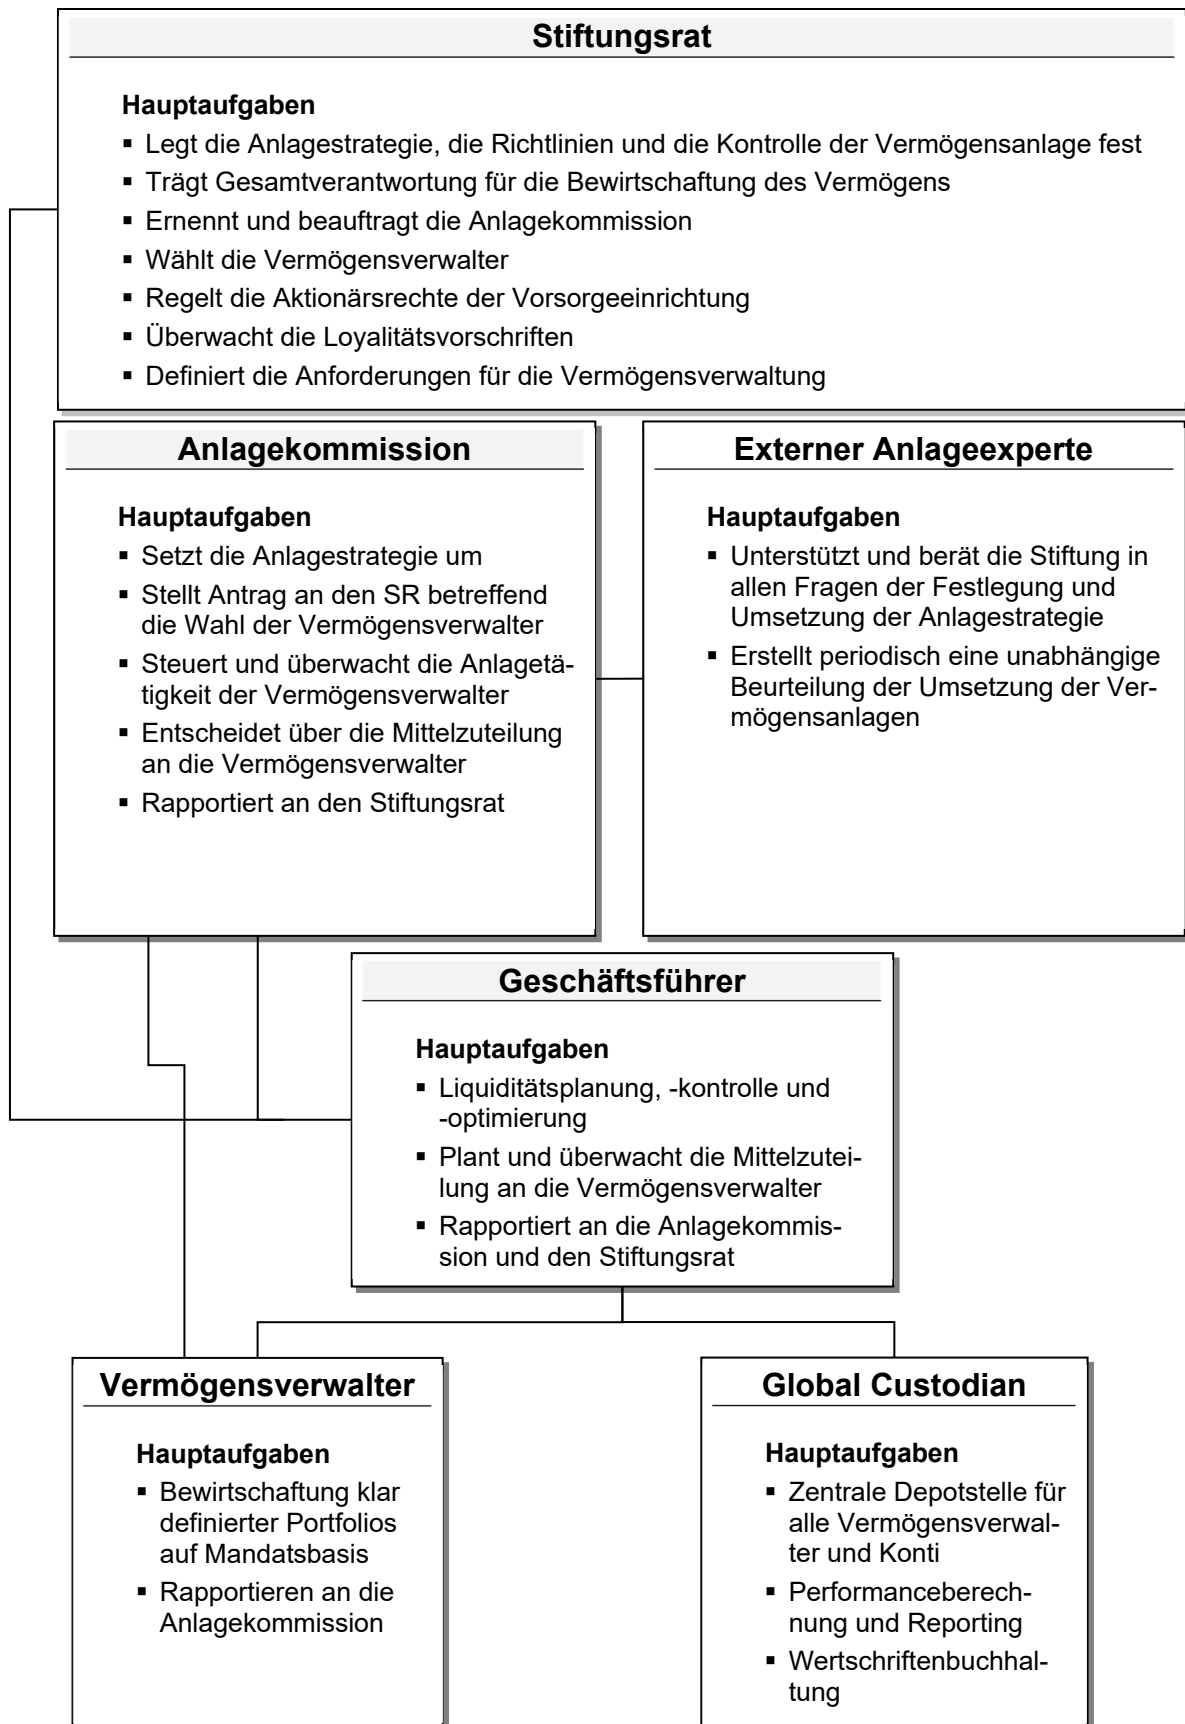 Stiftungsrat
Hauptaufgaben
▪ Legt die Anlagestrategie, die Richtlinien und die Kontrolle der Vermögensanlage fest
▪ Trägt Gesamtverantwortung für die Bewirtschaftung des Vermögens
▪ Ernennt und beauftragt die Anlagekommission
▪ Wählt die Vermögensverwalter
▪ Regelt die Aktionärsrechte der Vorsorgeeinrichtung
▪ Überwacht die Loyalitätsvorschriften
▪ Definiert die Anforderungen für die Vermögensverwaltung
Anlagekommission
Hauptaufgaben
▪ Setzt die Anlagestrategie um
▪ Stellt Antrag an den SR betreffend
die Wahl der Vermögensverwalter
▪ Steuert und überwacht die Anlagetä-
tigkeit der Vermögensverwalter
▪ Entscheidet über die Mittelzuteilung
an die Vermögensverwalter
▪ Rapportiert an den Stiftungsrat
Externer Anlageexperte
Hauptaufgaben
▪ Unterstützt und berät die Stiftung in
allen Fragen der Festlegung und
Umsetzung der Anlagestrategie
▪ Erstellt periodisch eine unabhängige
Beurteilung der Umsetzung der Ver-
mögensanlagen
Geschäftsführer
Hauptaufgaben
▪ Liquiditätsplanung, -kontrolle und
-optimierung
▪ Plant und überwacht die Mittelzutei-
lung an die Vermögensverwalter
▪ Rapportiert an die Anlagekommis-
sion und den Stiftungsrat
Vermögensverwalter
Hauptaufgaben
▪ Bewirtschaftung klar
definierter Portfolios
auf Mandatsbasis
▪ Rapportieren an die
Anlagekommission
Global Custodian
Hauptaufgaben
▪ Zentrale Depotstelle für
alle Vermögensverwal-
ter und Konti
▪ Performanceberech-
nung und Reporting
▪ Wertschriftenbuchhal-
tung